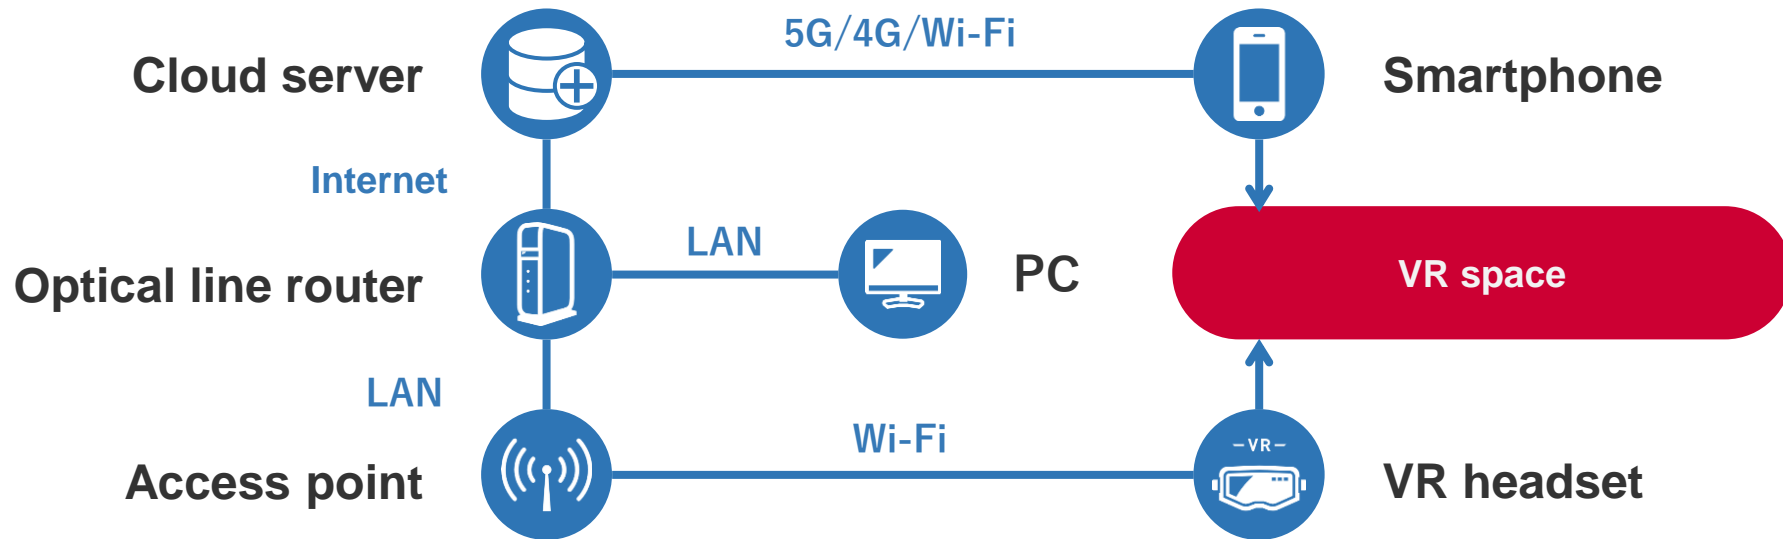 5G/4G/Wi-Fi
Cloud server
Smartphone
Internet
LAN
Optical line router
PC
VR space
LAN
Wi-Fi
Access point
－VR－
VR headset